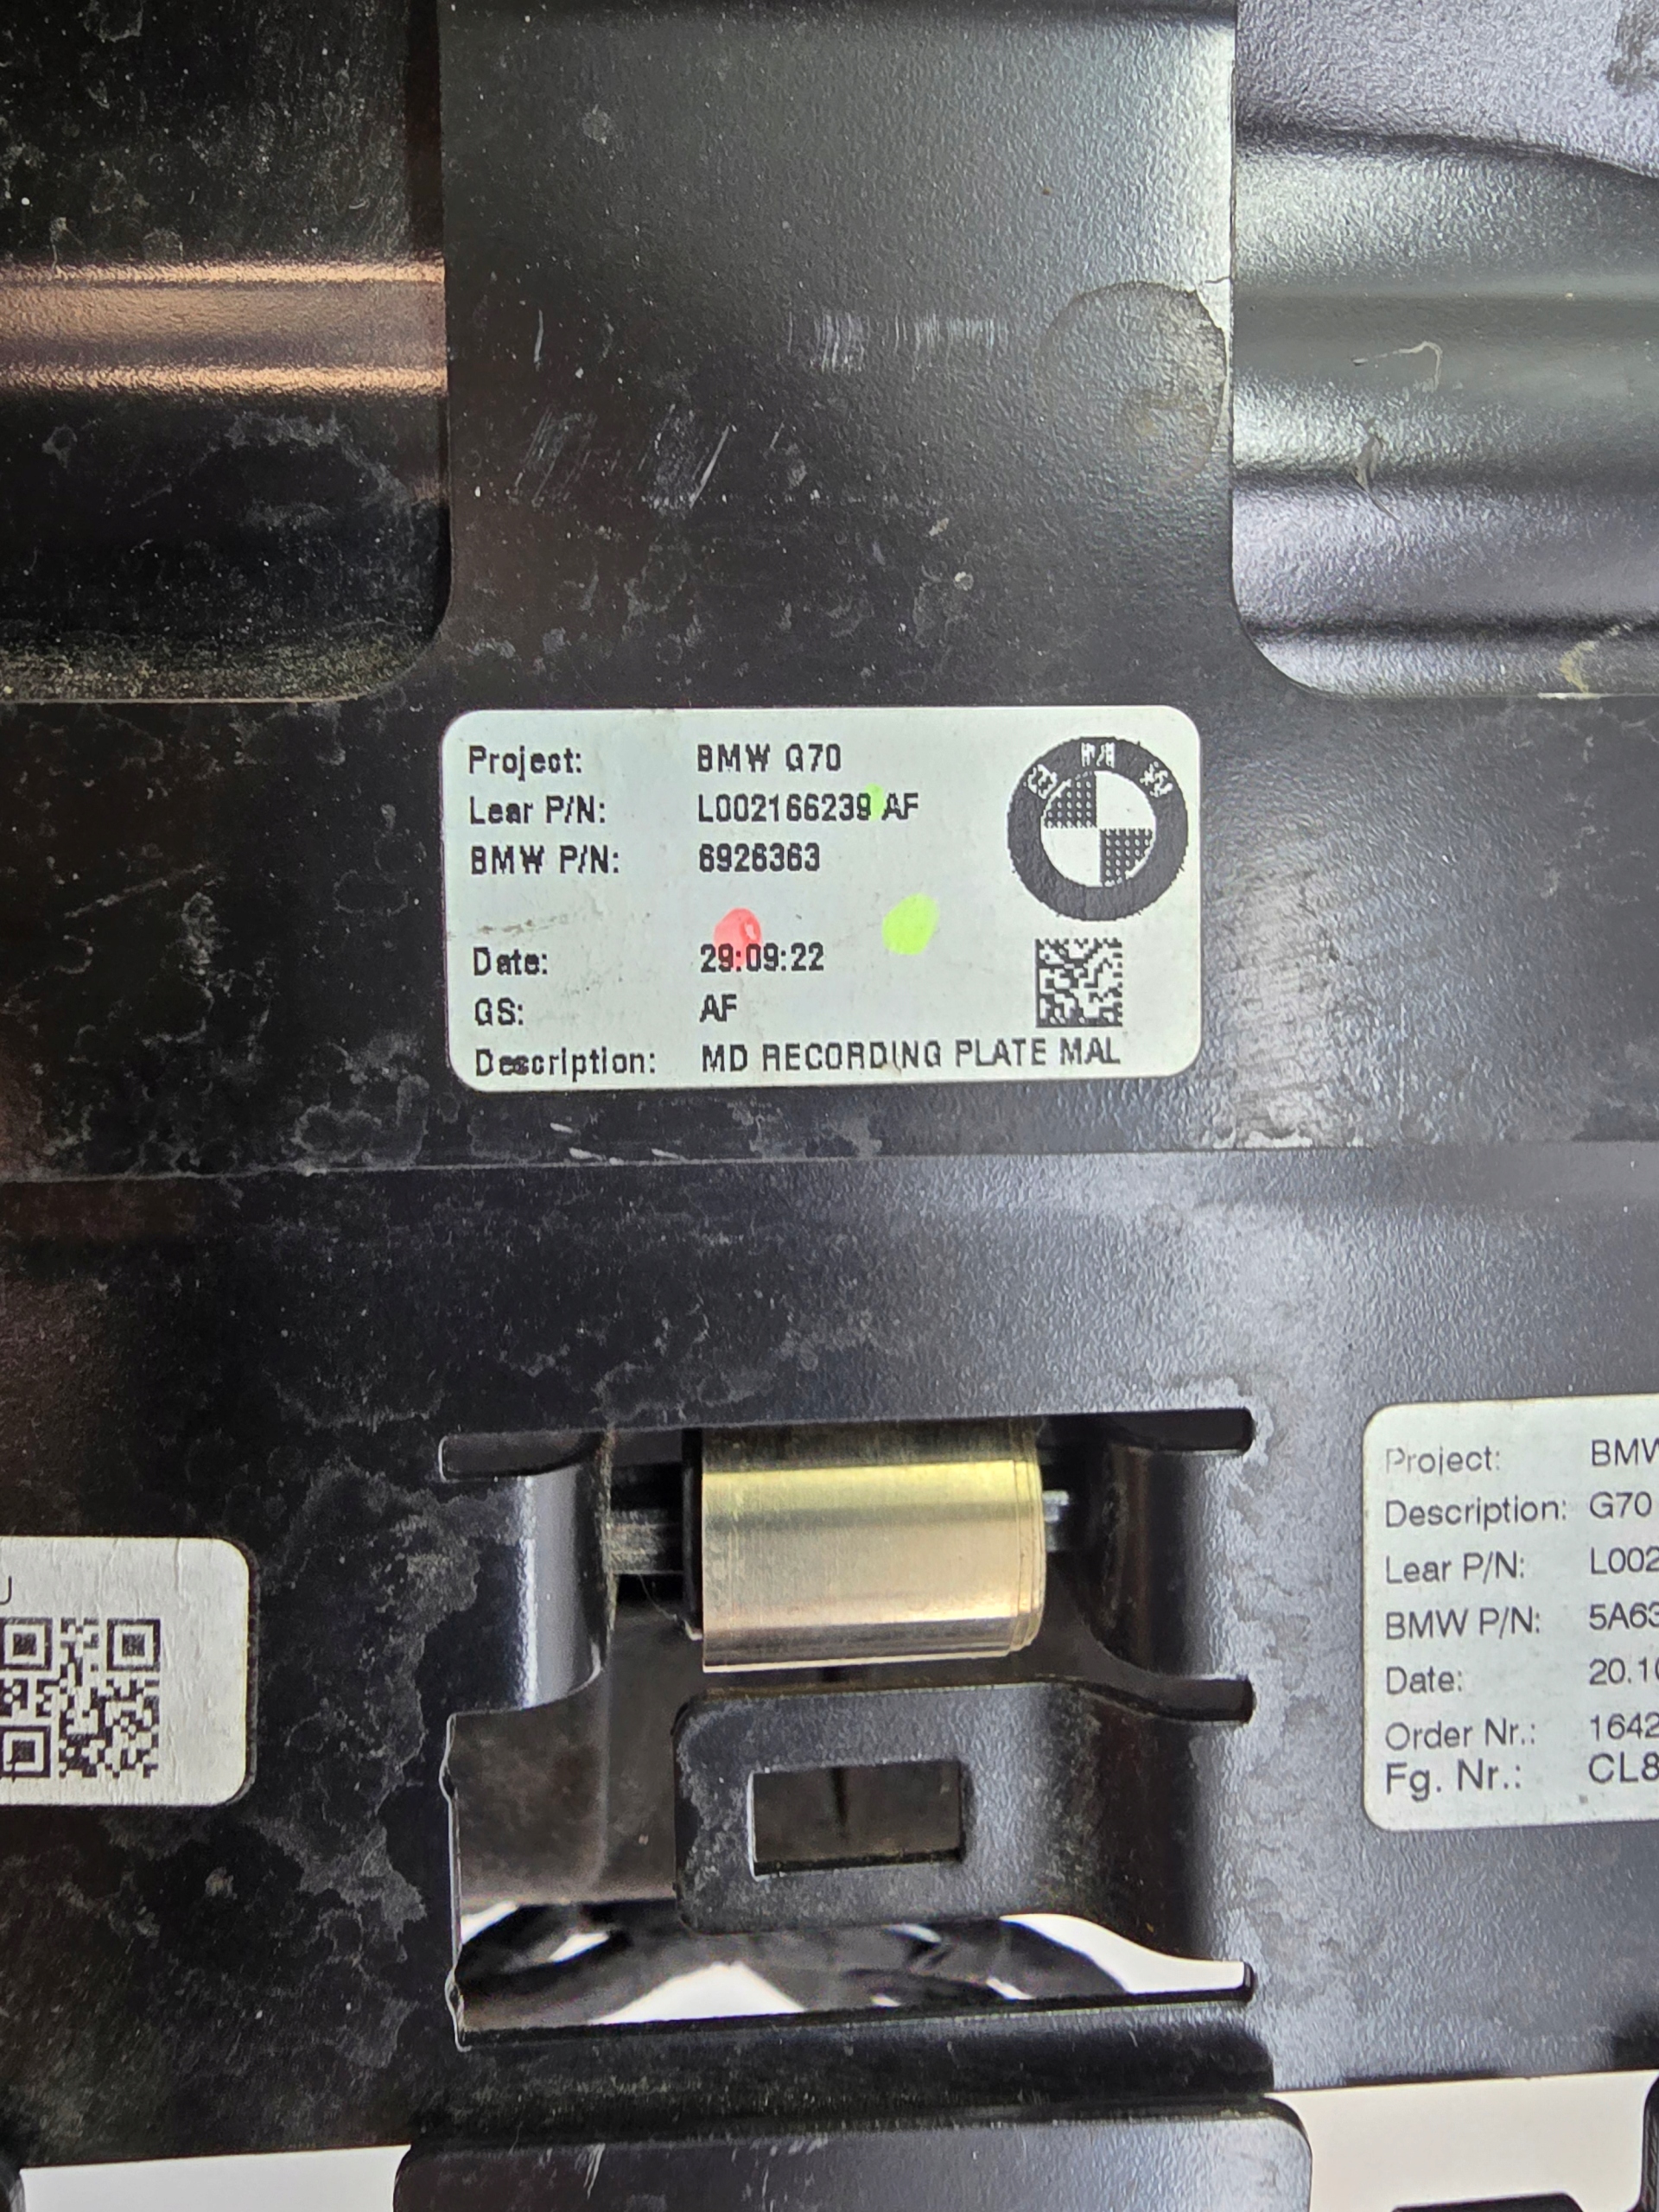 Project: BMW G70
Lear P/N: L002166239 AF
BMW P/N: 6926363
Date: 29:09:22
GS: AF
Description: MD RECORDING PLATE MAL
Project: BMW
Description: G70
Lear P/N: L002
BMW P/N: 5A63
Date: 20.10
Order Nr.: 1642
Fg. Nr.: CL8